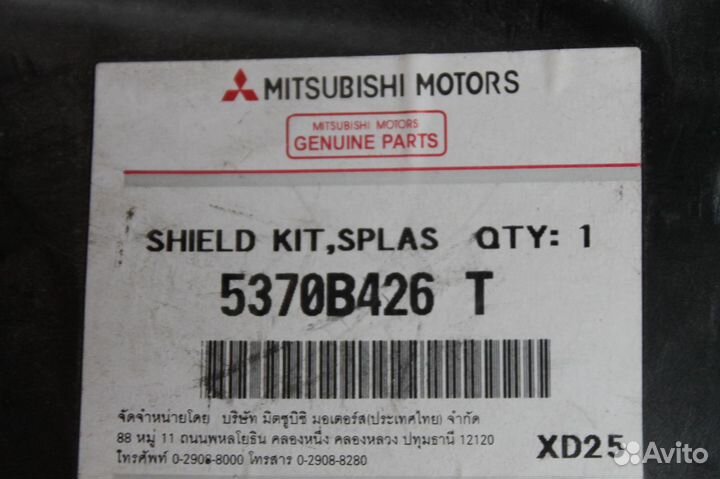 MITSUBISHI MOTORS
MITSUBISHI MOTORS
GENUINE PARTS
SHIELD KIT,SPLAS QTY: 1
5370B426 T
จัดจำหน่ายโดย บริษัท มิตซูบิชิ มอเตอร์ส(ประเทศไทย) จำกัด
88 หมู่ 11 ถนนพหลโยธิน คลองหนึ่ง คลองหลวง ปทุมธานี 12120
โทรศัพท์ 0-2908-8000 โทรสาร 0-2908-8280
XD25
Avito